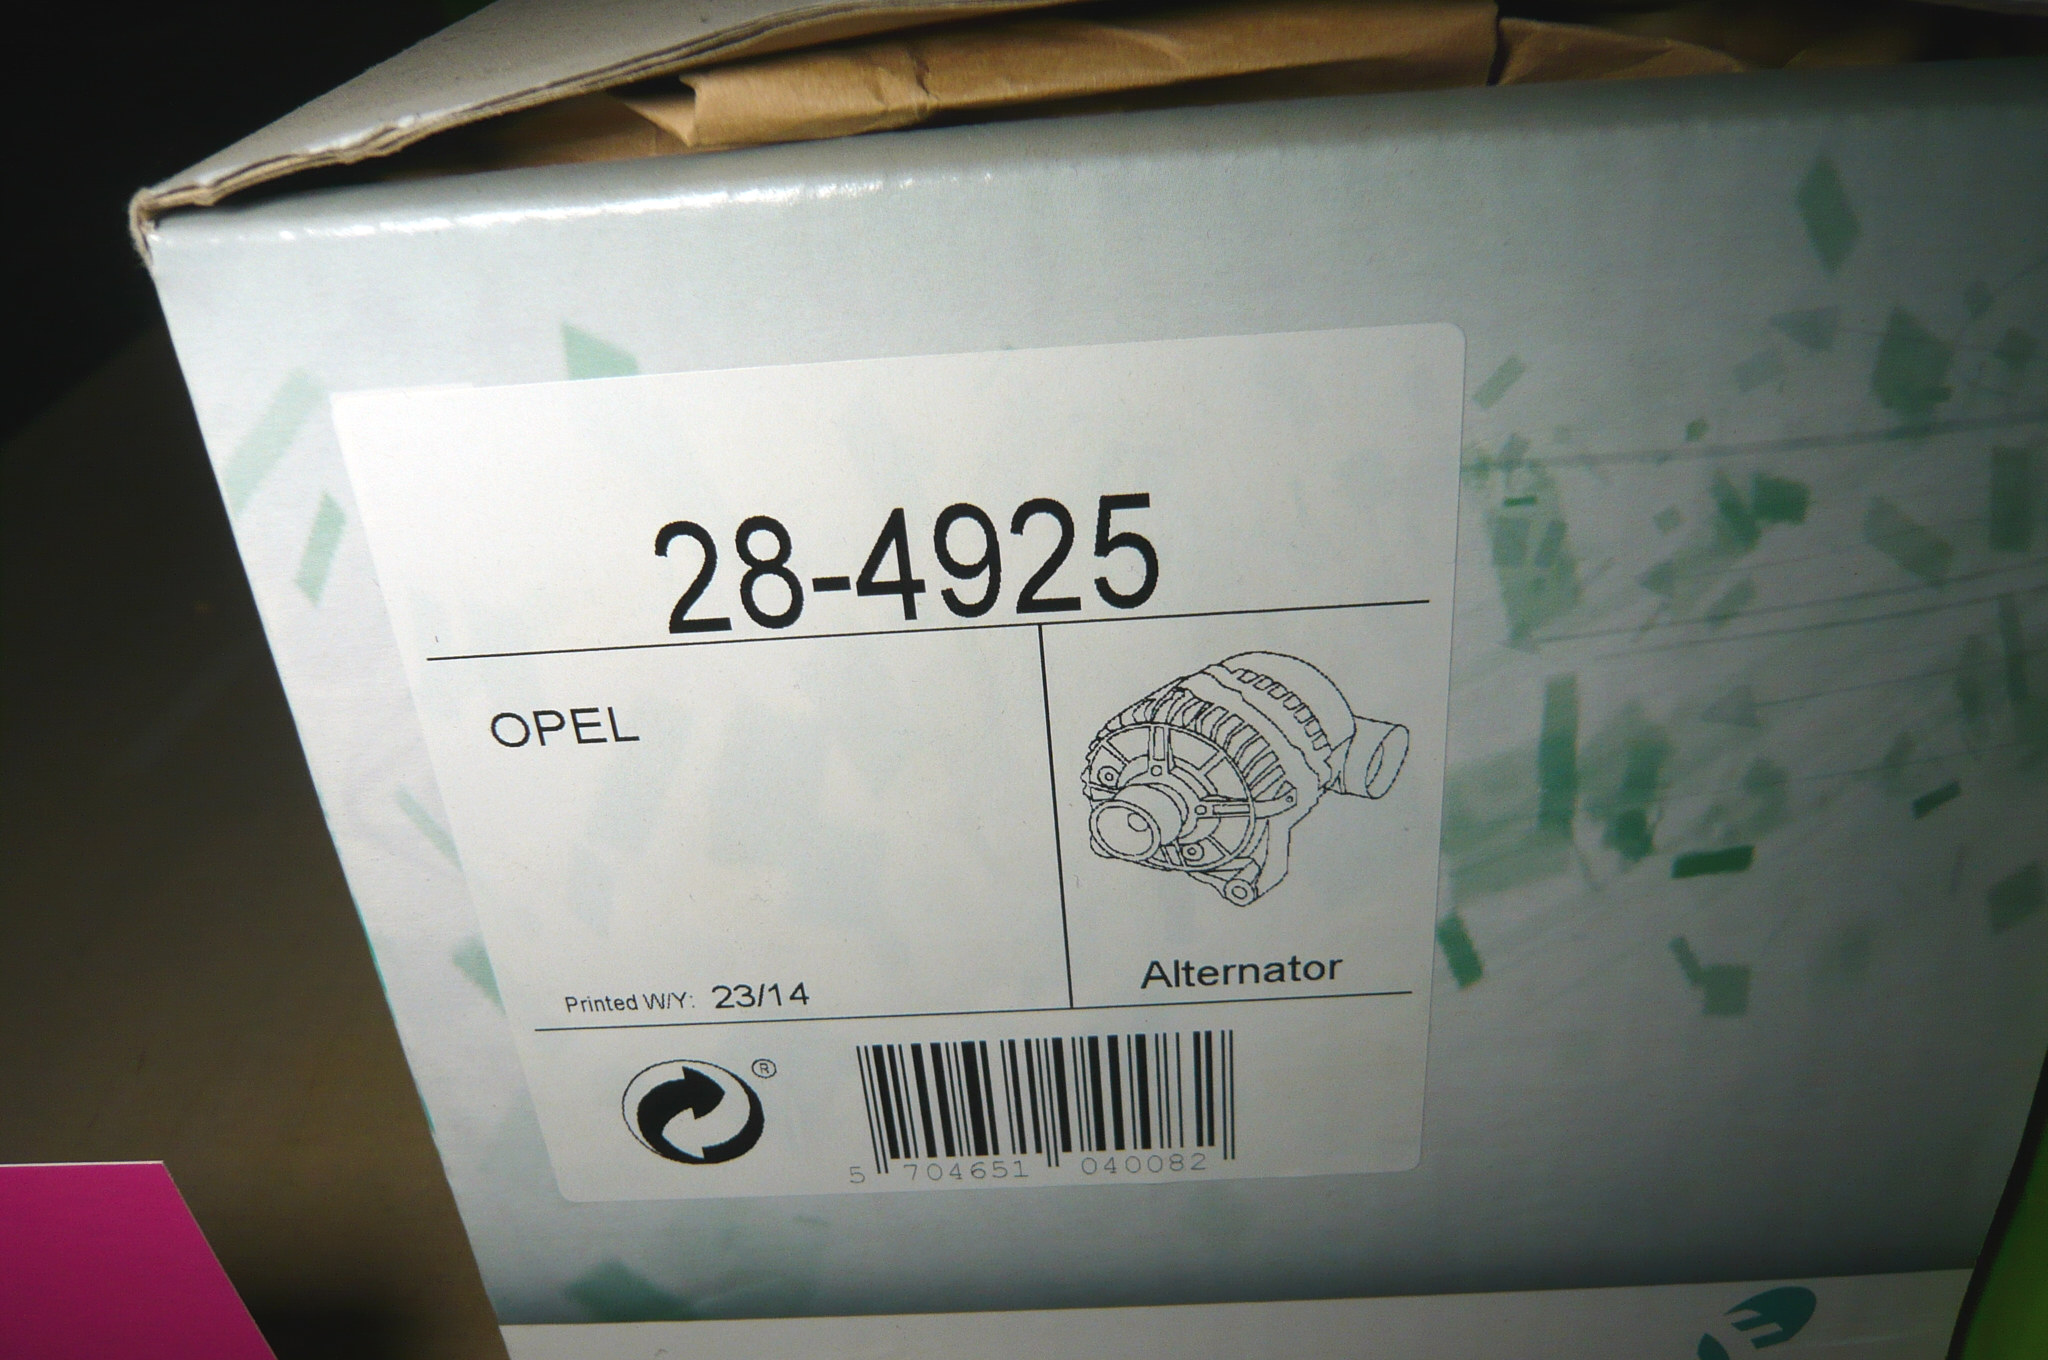 28-4925
OPEL
Printed W/Y: 23/14
Alternator
®
5 704651 040082